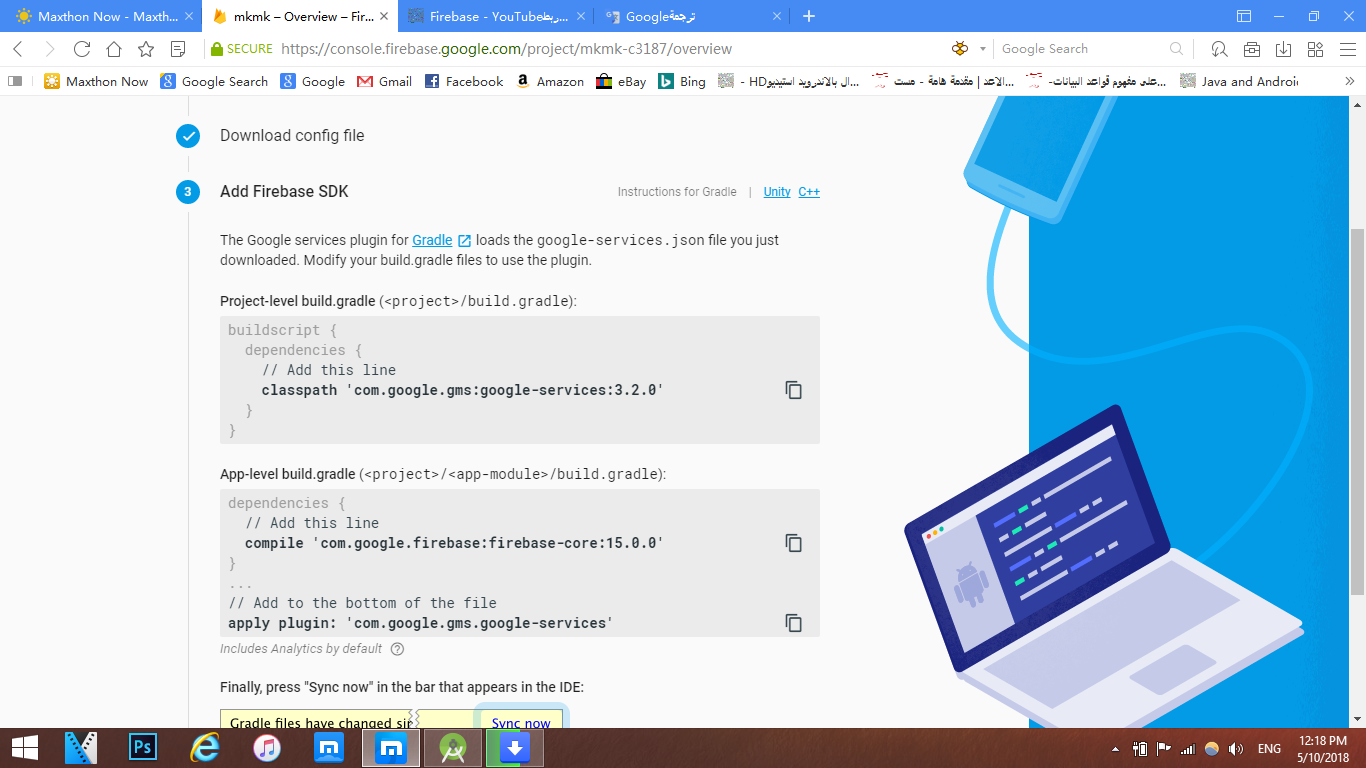 Maxthon Now - Maxth...
mkmk – Overview – Fir...
Firebase - YouTubeربط...
Googleترجمة
SECURE https://console.firebase.google.com/project/mkmk-c3187/overview
Google Search
Maxthon Now
Google Search
Google
Gmail
Facebook
Amazon
eBay
Bing
- HDال بالاندرويد استيديو...
الاعد | مقدمة هامة - مست...
-على مفهوم قواعد البيانات...
Java and Androi
Download config file
3 Add Firebase SDK
Instructions for Gradle | Unity C++
The Google services plugin for Gradle loads the google-services.json file you just
downloaded. Modify your build.gradle files to use the plugin.
Project-level build.gradle (<project>/build.gradle):
buildscript {
dependencies {
// Add this line
classpath 'com.google.gms:google-services:3.2.0'
}
}
App-level build.gradle (<project>/<app-module>/build.gradle):
dependencies {
// Add this line
compile 'com.google.firebase:firebase-core:15.0.0'
}
...
// Add to the bottom of the file
apply plugin: 'com.google.gms.google-services'
Includes Analytics by default
Finally, press "Sync now" in the bar that appears in the IDE:
Gradle files have changed sir
Sync now
Ps
ENG
12:18 PM
5/10/2018